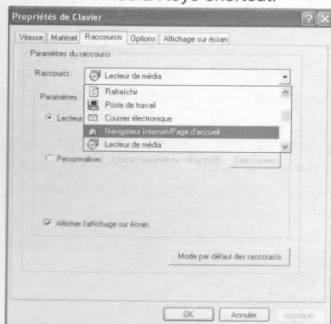 Media Keys shortcut.
Propriétés de Clavier
Vitesse Matériel Raccourcis Options Affichage sur écran
Paramètres du raccourci
Raccourci : Lecteur de média
Rafraîchir
Paramètres
Poste de travail
Lecteur
Courrier électronique
Navigateur Internet/Page d'accueil
Lecteur de média
Personnaliser:
Afficher l'affichage sur écran
Mode par défaut des raccourcis
OK Annuler Appliquer